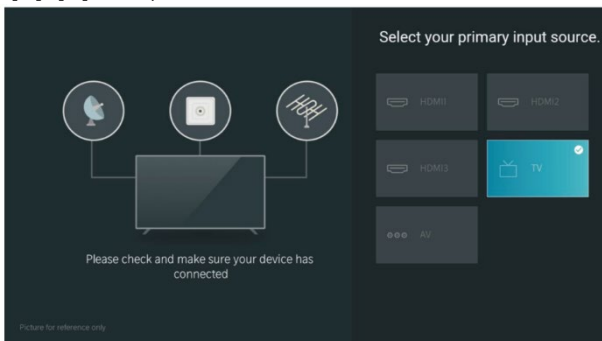 Select your primary input source.
HDMI1
HDMI2
HDMI3
TV
AV
Please check and make sure your device has
connected
Picture for reference only